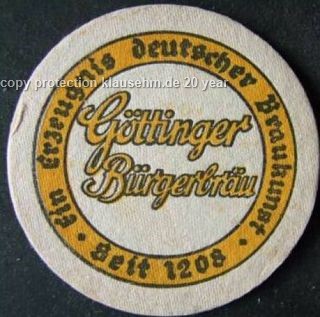 Ein Erzeugnis deutscher Braukunst
Göttinger
Bürgerbräu
· Seit 1208 ·
copy protection klausehm.de 20 year